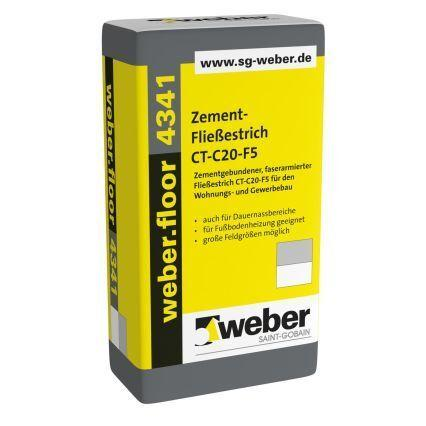 www.sg-weber.de
weber.floor 4341
Zement-
Fließestrich
CT-C20-F5
Zementgebundener, faserarmierter
Fließestrich CT-C20-F5 für den
Wohnungs- und Gewerbebau
• auch für Dauernassbereiche
• für Fußbodenheizung geeignet
• große Feldgrößen möglich
weber
SAINT-GOBAIN
weber.floor 4341